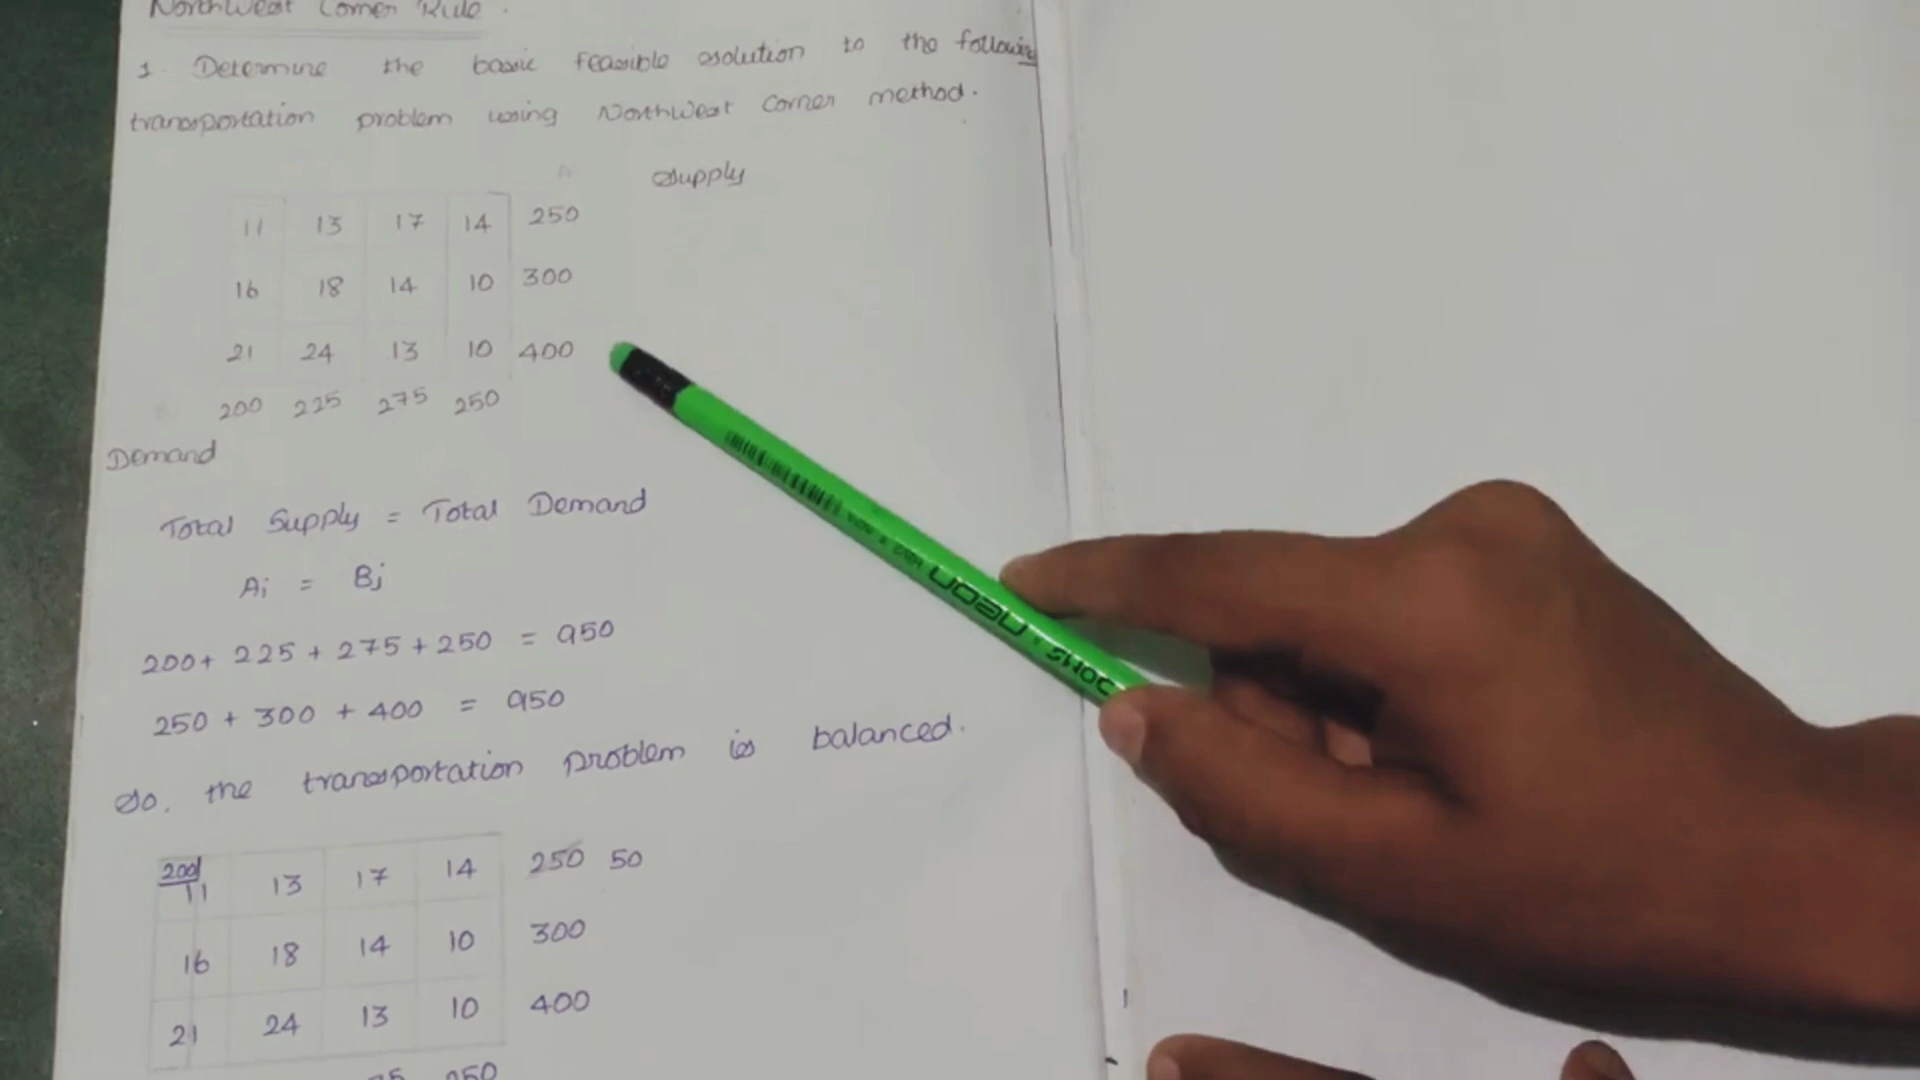 NorthWest Corner Rule.
1. Determine the basic feasible solution to the following
transportation problem using NorthWest Corner method.
Supply
11 13 17 14 250
16 18 14 10 300
21 24 13 10 400
200 225 275 250
Demand
Total Supply = Total Demand
Ai = Bj
200+ 225 + 275 + 250 = 950
250 + 300 + 400 = 950
So, the transportation problem is balanced.
200
11 13 17 14 250 50
16 18 14 10 300
21 24 13 10 400
250
DOMS neon